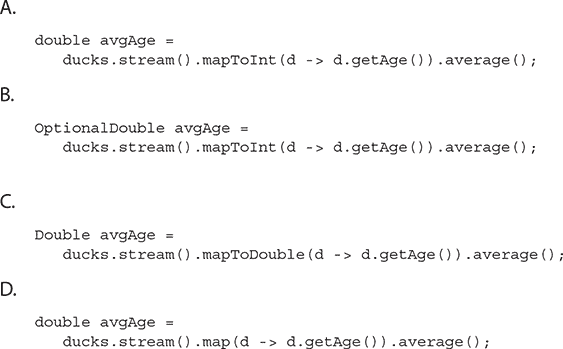 A.
double avgAge =
ducks.stream().mapToInt(d -> d.getAge()).average();
B.
OptionalDouble avgAge =
ducks.stream().mapToInt(d -> d.getAge()).average();
C.
Double avgAge =
ducks.stream().mapToDouble(d -> d.getAge()).average();
D.
double avgAge =
ducks.stream().map(d -> d.getAge()).average();